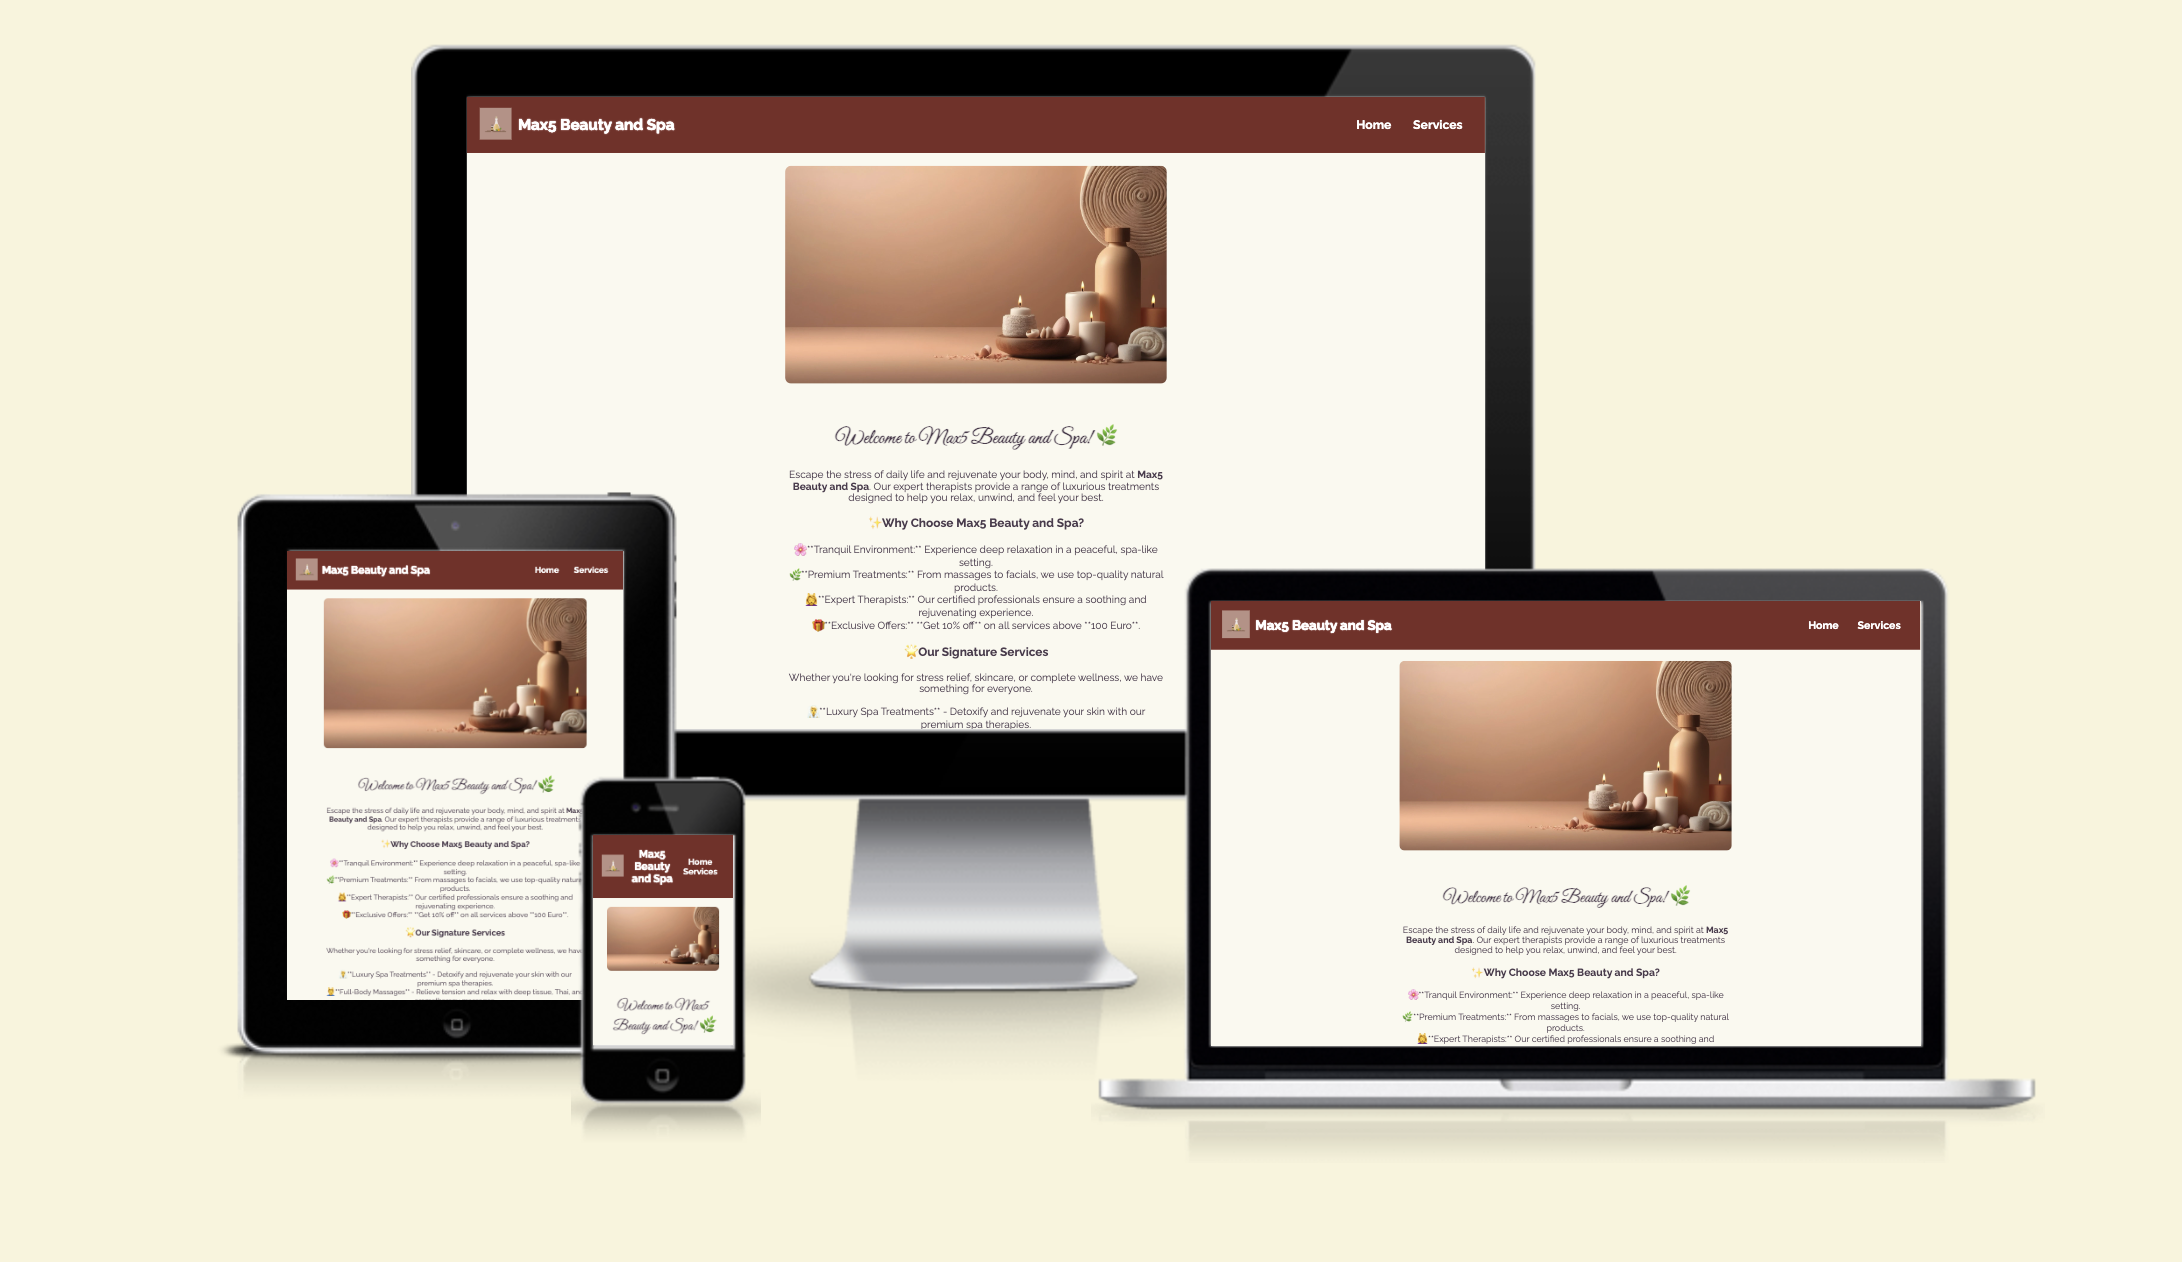 Max5 Beauty and Spa
Home Services
Welcome to Max5 Beauty and Spa!🌿
Escape the stress of daily life and rejuvenate your body, mind, and spirit at Max5
Beauty and Spa. Our expert therapists provide a range of luxurious treatments
designed to help you relax, unwind, and feel your best.
✨Why Choose Max5 Beauty and Spa?
🌸**Tranquil Environment:** Experience deep relaxation in a peaceful, spa-like
setting.
🌿**Premium Treatments:** From massages to facials, we use top-quality natural
products.
💆**Expert Therapists:** Our certified professionals ensure a soothing and
rejuvenating experience.
🎁**Exclusive Offers:** **Get 10% off** on all services above **100 Euro**.
🌟Our Signature Services
Whether you're looking for stress relief, skincare, or complete wellness, we have
something for everyone.
🧖**Luxury Spa Treatments** - Detoxify and rejuvenate your skin with our
premium spa therapies.
Max5 Beauty and Spa
Home Services
Welcome to Max5 Beauty and Spa!🌿
Escape the stress of daily life and rejuvenate your body, mind, and spirit at Max
Beauty and Spa. Our expert therapists provide a range of luxurious treatment
designed to help you relax, unwind, and feel your best.
✨Why Choose Max5 Beauty and Spa?
🌸**Tranquil Environment:** Experience deep relaxation in a peaceful, spa-like
setting.
🌿**Premium Treatments:** From massages to facials, we use top-quality natur
products.
💆**Expert Therapists:** Our certified professionals ensure a soothing and
rejuvenating experience.
🎁**Exclusive Offers:** **Get 10% off** on all services above **100 Euro**.
🌟Our Signature Services
Whether you're looking for stress relief, skincare, or complete wellness, we have
something for everyone.
🧖**Luxury Spa Treatments** - Detoxify and rejuvenate your skin with our
premium spa therapies.
💆**Full-Body Massages** - Relieve tension and relax with deep tissue, Thai, and
Max5
Beauty
and Spa
Home
Services
Welcome to Max5
Beauty and Spa!🌿
Max5 Beauty and Spa
Home Services
Welcome to Max5 Beauty and Spa!🌿
Escape the stress of daily life and rejuvenate your body, mind, and spirit at Max5
Beauty and Spa. Our expert therapists provide a range of luxurious treatments
designed to help you relax, unwind, and feel your best.
✨Why Choose Max5 Beauty and Spa?
🌸**Tranquil Environment:** Experience deep relaxation in a peaceful, spa-like
setting.
🌿**Premium Treatments:** From massages to facials, we use top-quality natural
products.
💆**Expert Therapists:** Our certified professionals ensure a soothing and